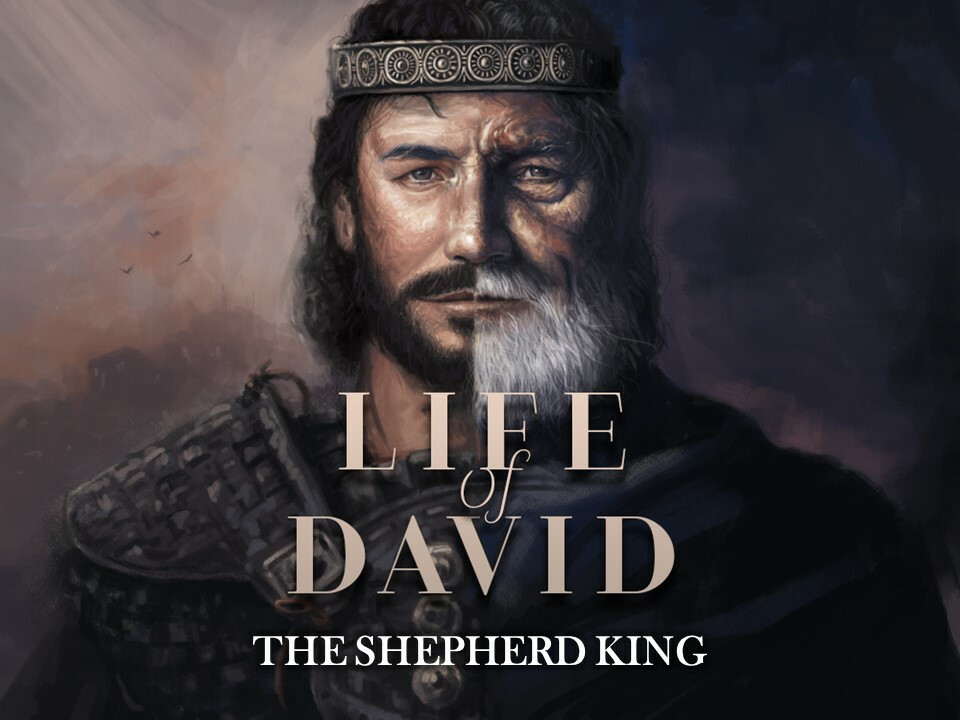 LIFE
of
DAVID
THE SHEPHERD KING